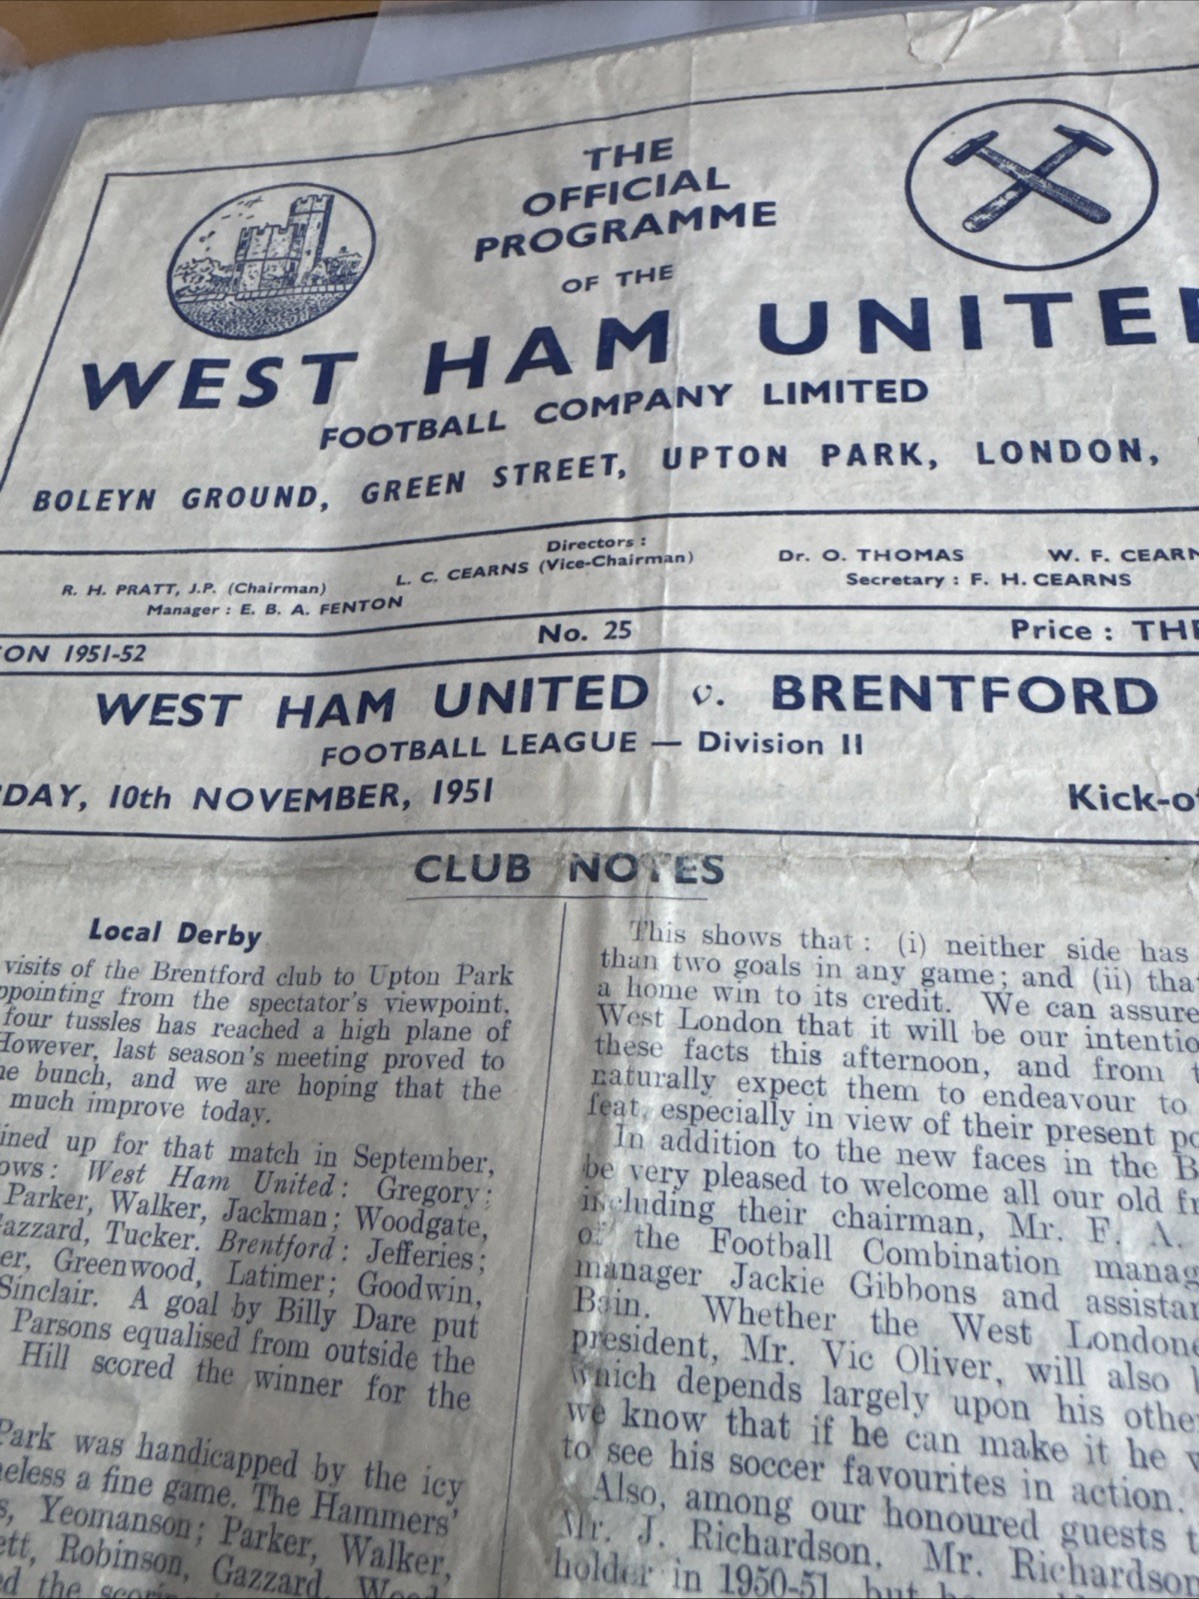 THE
OFFICIAL
PROGRAMME
OF THE
WEST HAM UNITE
FOOTBALL COMPANY LIMITED
BOLEYN GROUND, GREEN STREET, UPTON PARK, LONDON,
Directors :
R. H. PRATT, J.P. (Chairman) L. C. CEARNS (Vice-Chairman) Dr. O. THOMAS W. F. CEARN
Manager : E. B. A. FENTON Secretary : F. H. CEARNS
ON 1951-52 No. 25 Price : THE
WEST HAM UNITED v. BRENTFORD
FOOTBALL LEAGUE — Division II
DAY, 10th NOVEMBER, 1951 Kick-of
CLUB NOTES
Local Derby
visits of the Brentford club to Upton Park
ppointing from the spectator's viewpoint,
four tussles has reached a high plane of
However, last season's meeting proved to
e bunch, and we are hoping that the
much improve today.
ined up for that match in September,
ows: West Ham United: Gregory;
Parker, Walker, Jackman; Woodgate,
Gazzard, Tucker. Brentford: Jefferies;
er, Greenwood, Latimer; Goodwin,
Sinclair. A goal by Billy Dare put
Parsons equalised from outside the
Hill scored the winner for the
Park was handicapped by the icy
eless a fine game. The Hammers'
s, Yeomanson; Parker, Walker,
ett, Robinson, Gazzard, Wood
ed the
This shows that: (i) neither side has
than two goals in any game; and (ii) tha
a home win to its credit. We can assure
West London that it will be our intentio
these facts this afternoon, and from t
naturally expect them to endeavour to
feat, especially in view of their present po
In addition to the new faces in the B
be very pleased to welcome all our old fr
including their chairman, Mr. F. A.
of the Football Combination manag
manager Jackie Gibbons and assistan
Bain. Whether the West Londone
president, Mr. Vic Oliver, will also
which depends largely upon his othe
we know that if he can make it he w
to see his soccer favourites in action.
Also, among our honoured guests t
Mr. J. Richardson. Mr. Richardson
holder in 1950-51, but